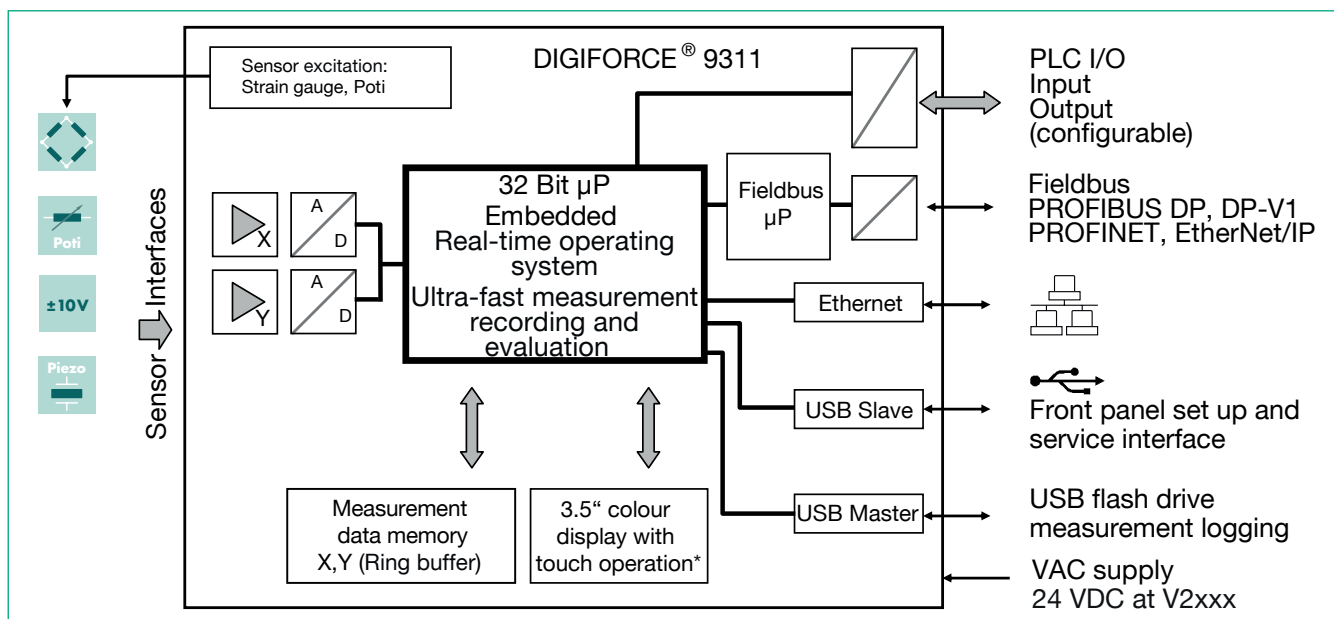 Sensor excitation:
Strain gauge, Poti
DIGIFORCE® 9311
PLC I/O
Input
Output
(configurable)
Poti
±10V
Piezo
Sensor Interfaces
X
A
D
Y
A
D
32 Bit µP
Embedded
Real-time operating
system
Ultra-fast measurement
recording and
evaluation
Fieldbus
µP
Fieldbus
PROFIBUS DP, DP-V1
PROFINET, EtherNet/IP
Ethernet
USB Slave
Front panel set up and
service interface
USB Master
USB flash drive
measurement logging
Measurement
data memory
X,Y (Ring buffer)
3.5“ colour
display with
touch operation*
VAC supply
24 VDC at V2xxx